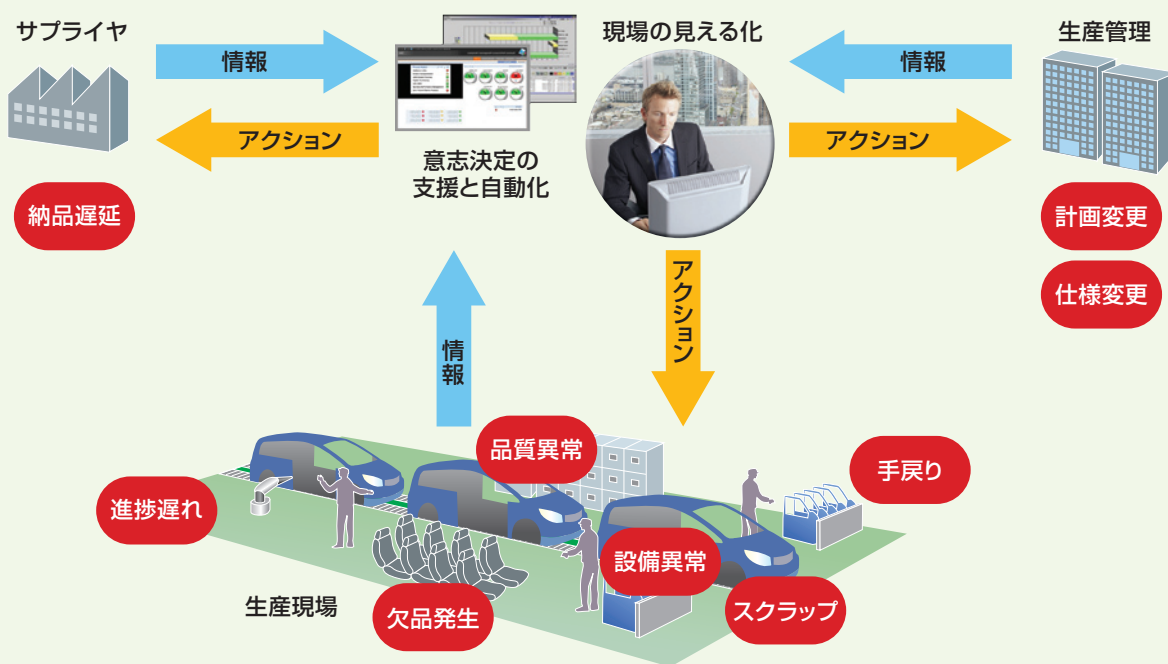 サプライヤ
情報
アクション
納品遅延
意志決定の
支援と自動化
現場の見える化
生産管理
情報
アクション
計画変更
仕様変更
情報
アクション
品質異常
手戻り
進捗遅れ
設備異常
生産現場
欠品発生
スクラップ